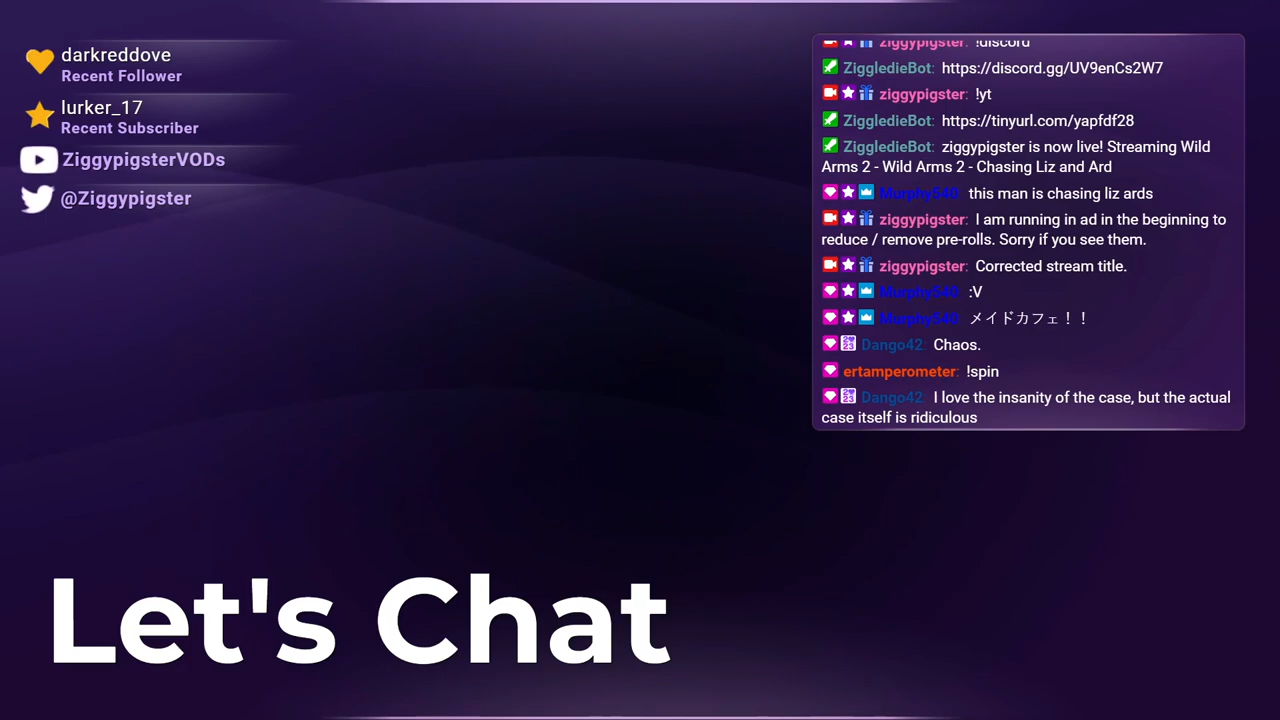 darkreddove
Recent Follower
lurker_17
Recent Subscriber
ZiggypigsterVODs
@Ziggypigster
ziggypigster: !discord
ZiggledieBot: https://discord.gg/UV9enCs2W7
ziggypigster: !yt
ZiggledieBot: https://tinyurl.com/yapfdf28
ZiggledieBot: ziggypigster is now live! Streaming Wild
Arms 2 - Wild Arms 2 - Chasing Liz and Ard
Murphy540 this man is chasing liz ards
ziggypigster: I am running in ad in the beginning to
reduce / remove pre-rolls. Sorry if you see them.
ziggypigster: Corrected stream title.
Murphy540 :V
Murphy540 メイドカフェ！！
Dango42: Chaos.
ertamperometer: !spin
Dango42: I love the insanity of the case, but the actual
case itself is ridiculous
Let's Chat